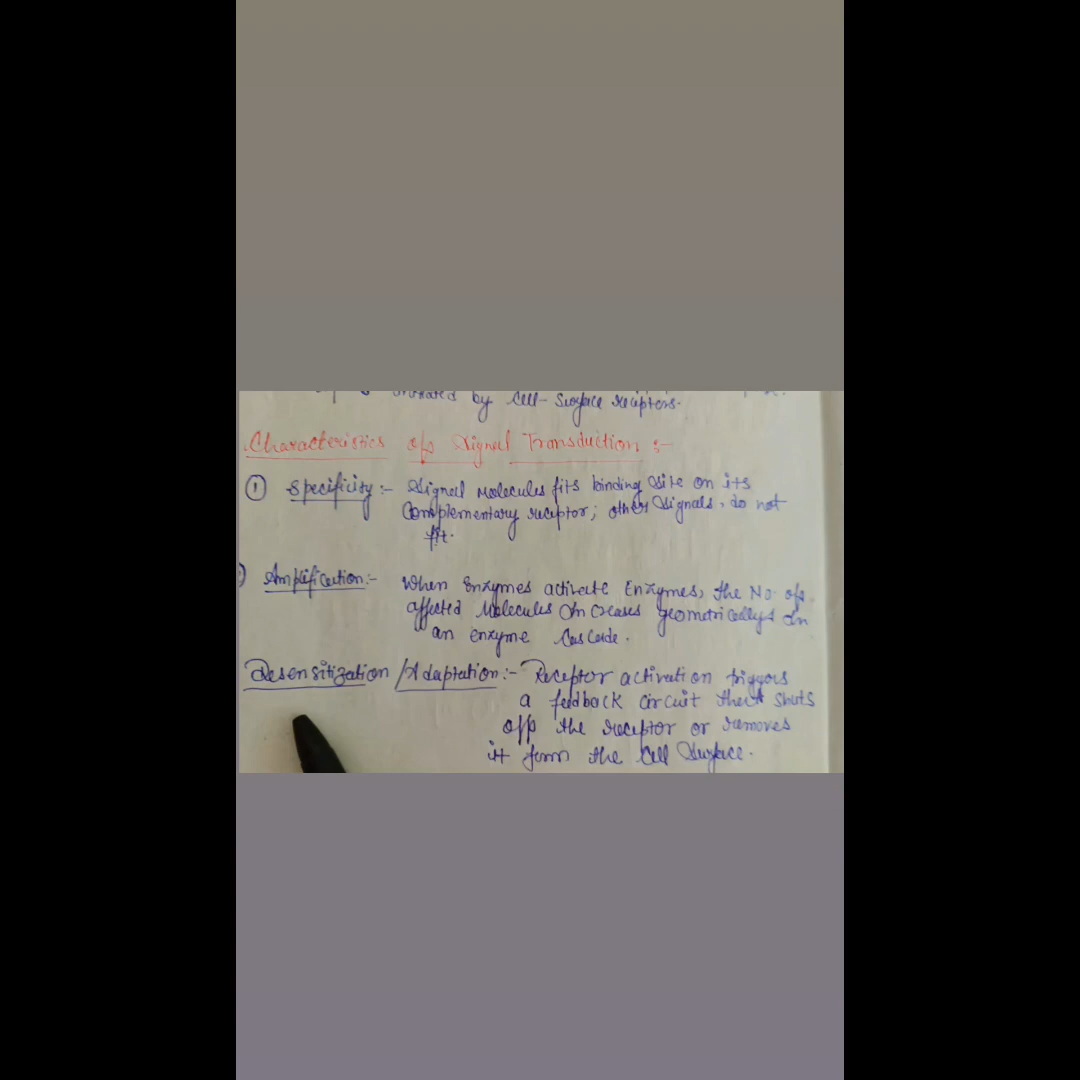 by Cell-Surface receptors.
Characteristics of Signal Transduction :-
① Specificity :- Signal Molecules fits binding Site on its
Complementary receptor; other Signals, do not
fit.
Amplification:- When Enzymes activate Enzymes, the No. of
affected Molecules Increases geometrically In
an enzyme Cascade.
Desensitization /Adaptation:- Receptor activation triggers
a feedback circuit that shuts
off the receptor or removes
it form the Cell Surface.